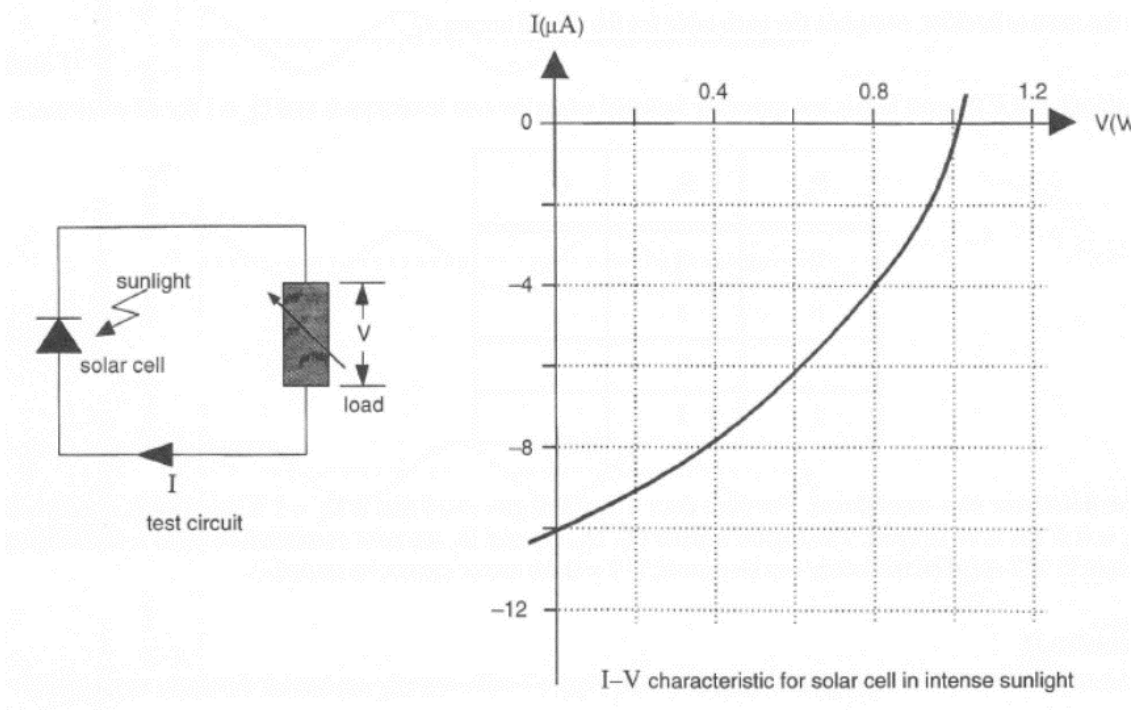 I(μA)
0.4
0.8
1.2
0
V(V
sunlight
−4
V
solar cell
load
−8
I
test circuit
−12
I–V characteristic for solar cell in intense sunlight